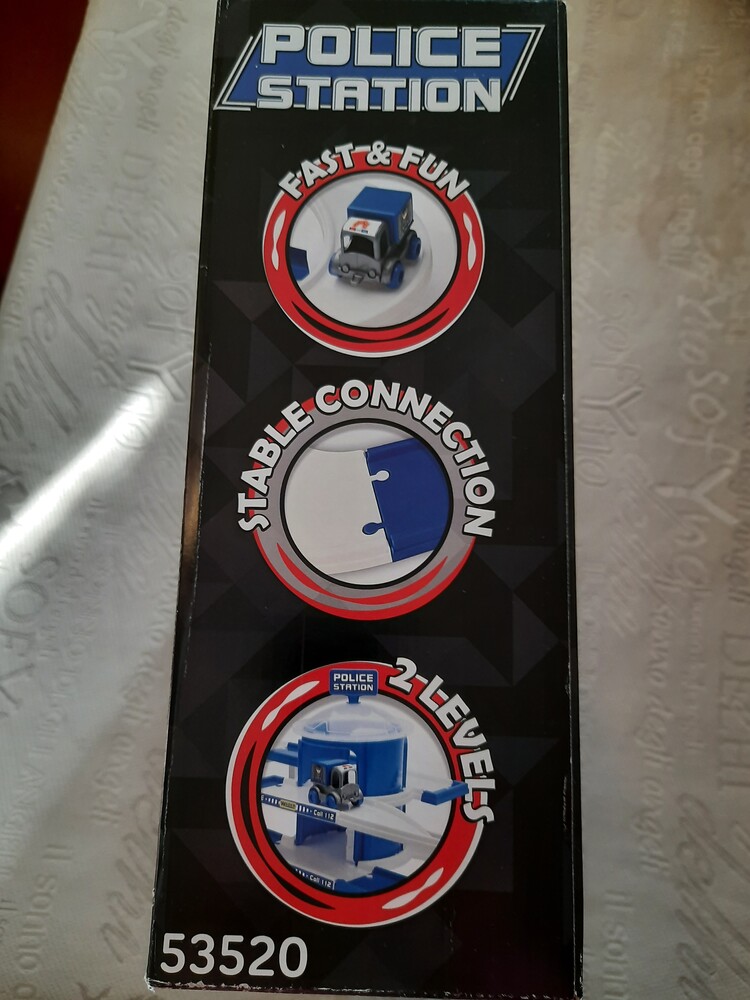 POLICE
STATION
FAST & FUN
STABLE CONNECTION
2-LEVELS
POLICE
STATION
Call 112
Call 112
53520